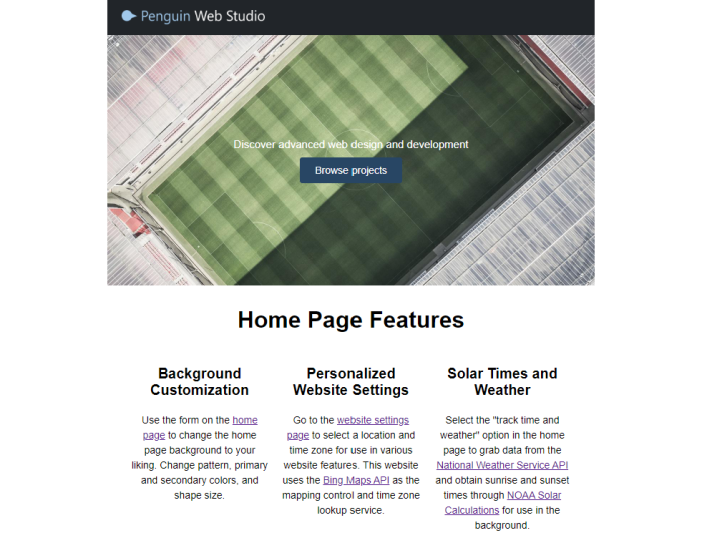 Penguin Web Studio
Discover advanced web design and development
Browse projects
Home Page Features
Background
Customization
Use the form on the home
page to change the home
page background to your
liking. Change pattern, primary
and secondary colors, and
shape size.
Personalized
Website Settings
Go to the website settings
page to select a location and
time zone for use in various
website features. This website
uses the Bing Maps API as the
mapping control and time zone
lookup service.
Solar Times and
Weather
Select the "track time and
weather" option in the home
page to grab data from the
National Weather Service API
and obtain sunrise and sunset
times through NOAA Solar
Calculations for use in the
background.